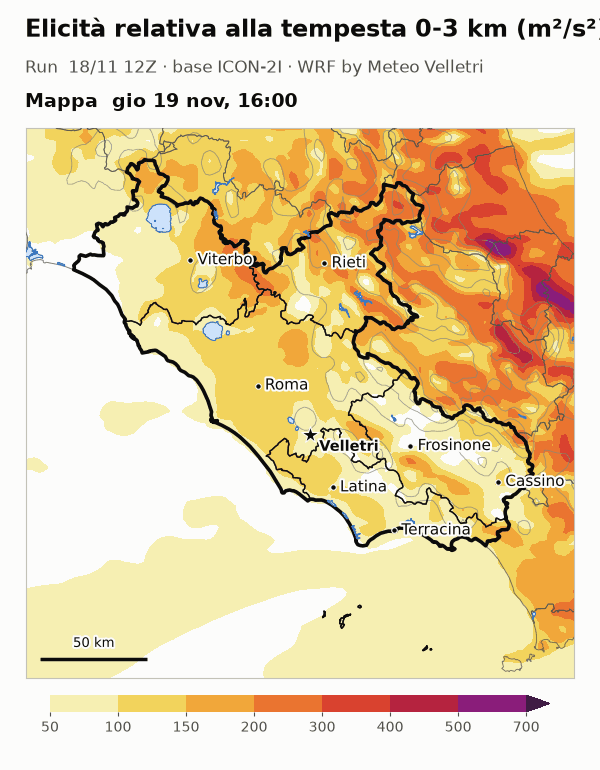 Elicità relativa alla tempesta 0-3 km (m²/s²)
Run 18/11 12Z · base ICON-2I · WRF by Meteo Velletri
Mappa gio 19 nov, 16:00
Viterbo
Rieti
Roma
Velletri
Frosinone
Cassino
Latina
Terracina
50 km
50 100 150 200 300 400 500 700